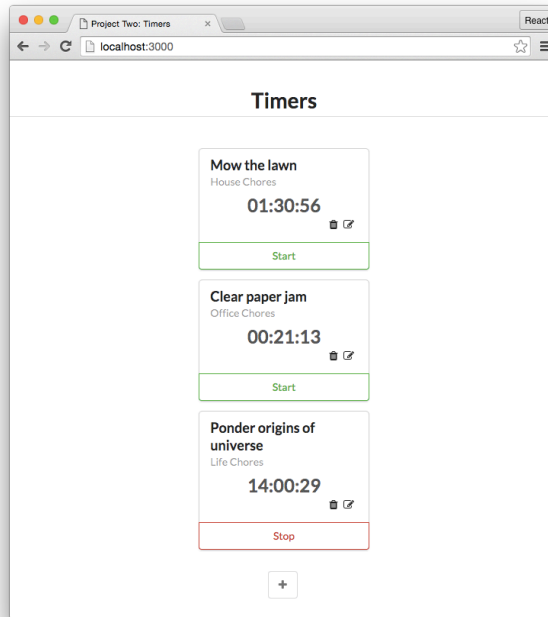 Project Two: Timers
React
localhost:3000
Timers
Mow the lawn
House Chores
01:30:56
Start
Clear paper jam
Office Chores
00:21:13
Start
Ponder origins of
universe
Life Chores
14:00:29
Stop
+